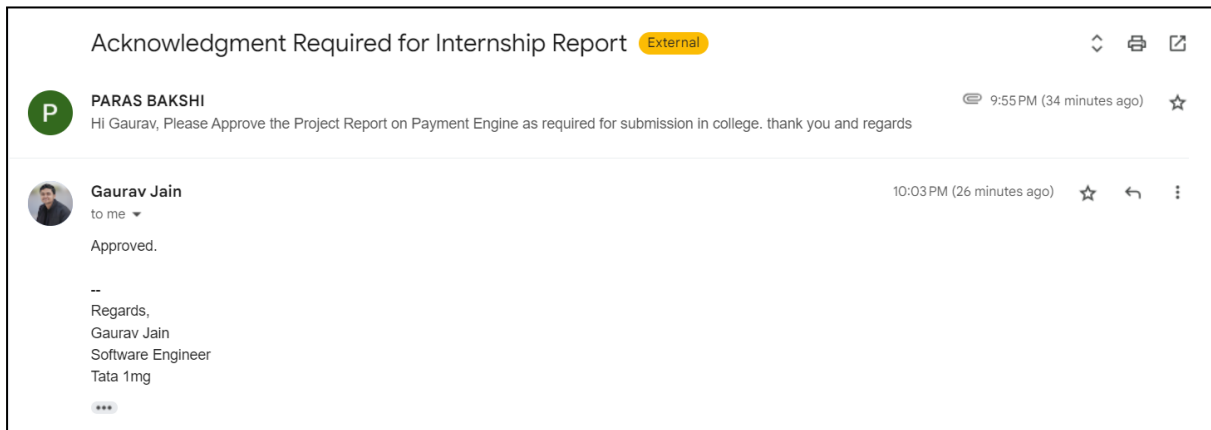 Acknowledgment Required for Internship Report External
P
PARAS BAKSHI 9:55 PM (34 minutes ago)
Hi Gaurav, Please Approve the Project Report on Payment Engine as required for submission in college. thank you and regards
Gaurav Jain 10:03 PM (26 minutes ago)
to me
Approved.
--
Regards,
Gaurav Jain
Software Engineer
Tata 1mg